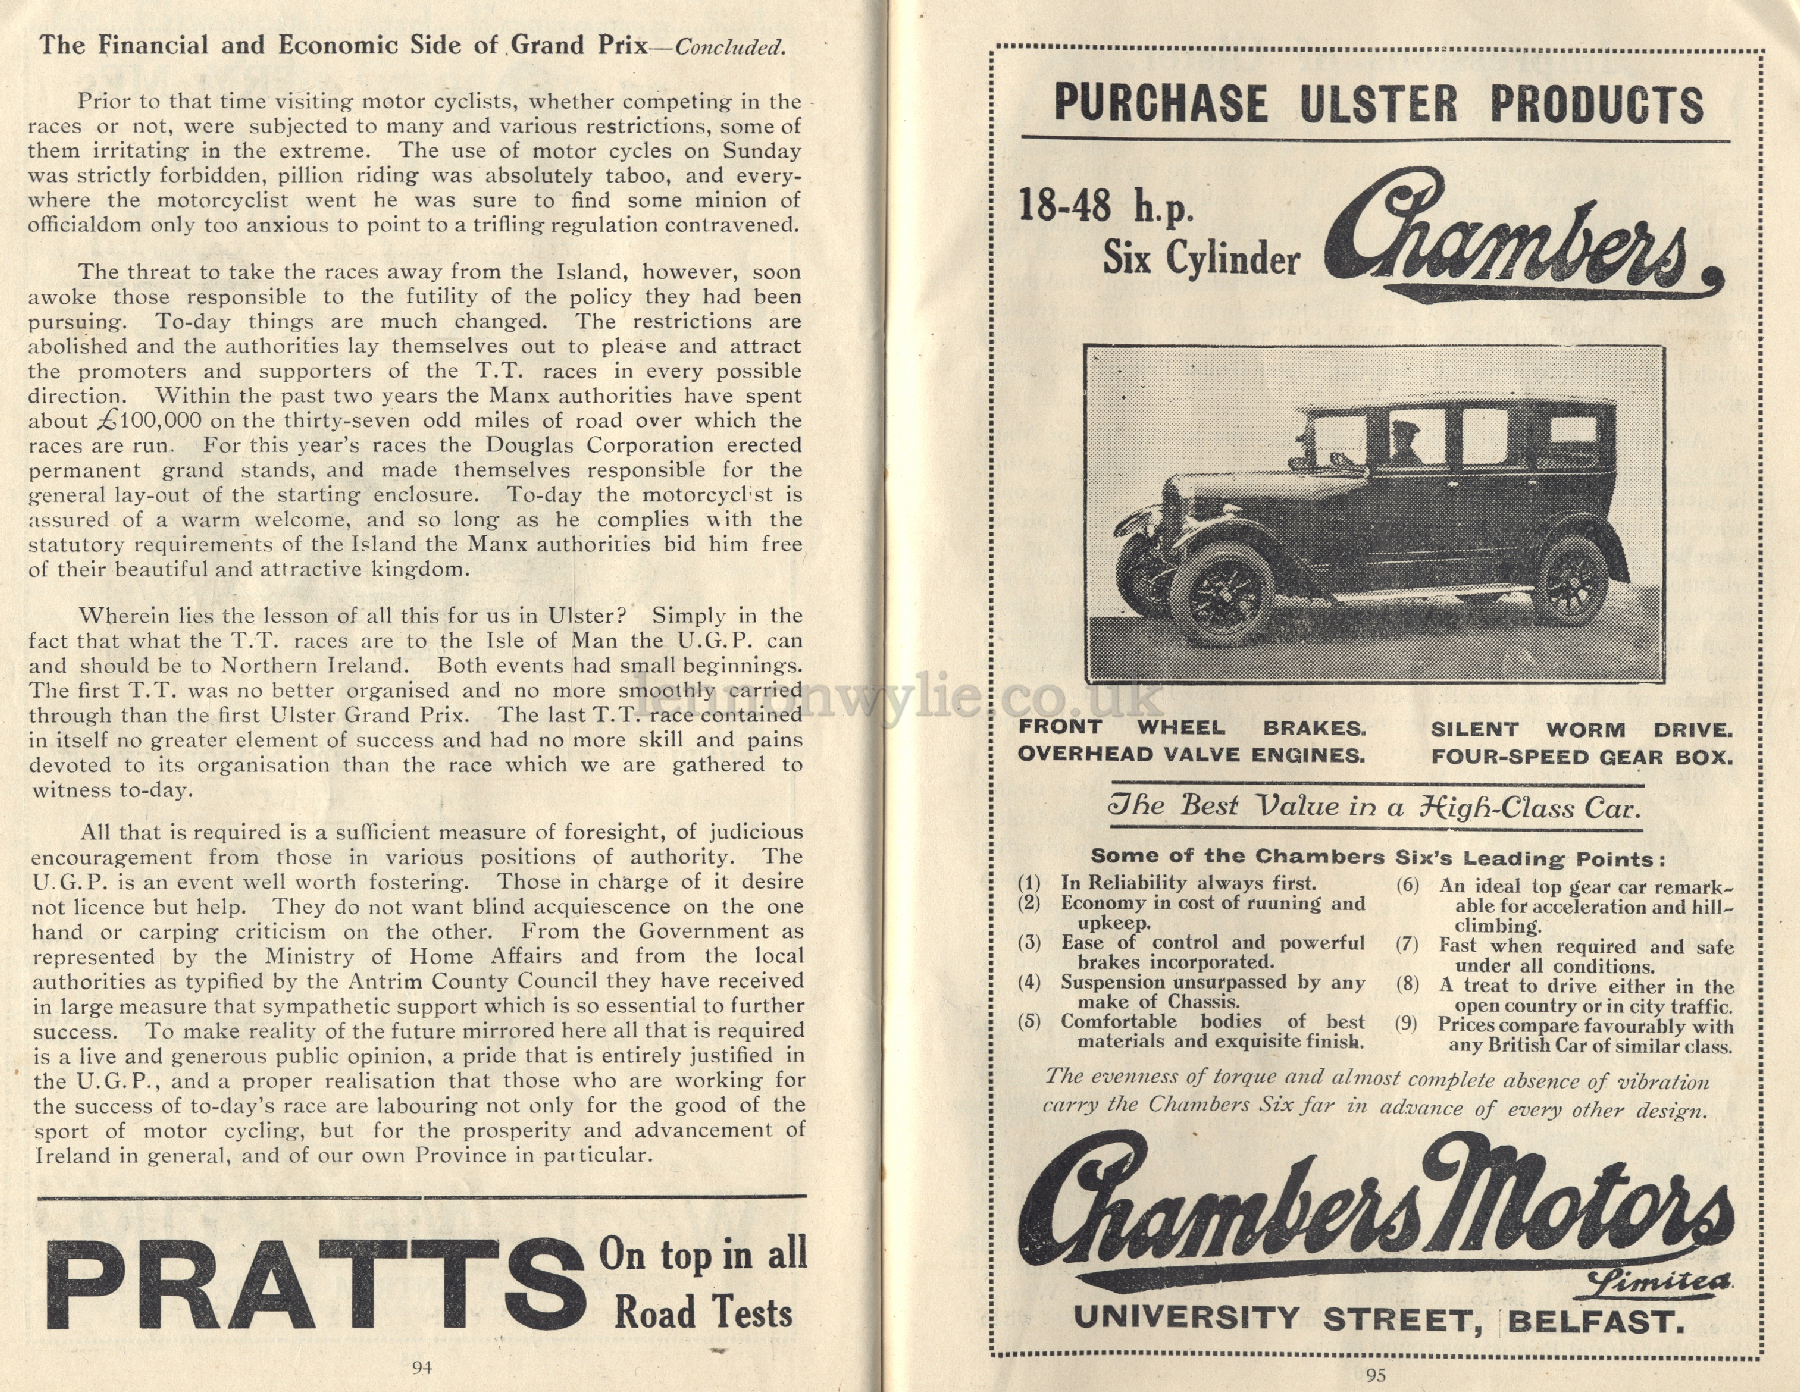 The Financial and Economic Side of Grand Prix—Concluded.
Prior to that time visiting motor cyclists, whether competing in the
races or not, were subjected to many and various restrictions, some of
them irritating in the extreme. The use of motor cycles on Sunday
was strictly forbidden, pillion riding was absolutely taboo, and every-
where the motorcyclist went he was sure to find some minion of
officialdom only too anxious to point to a trifling regulation contravened.
The threat to take the races away from the Island, however, soon
awoke those responsible to the futility of the policy they had been
pursuing. To-day things are much changed. The restrictions are
abolished and the authorities lay themselves out to please and attract
the promoters and supporters of the T.T. races in every possible
direction. Within the past two years the Manx authorities have spent
about £100,000 on the thirty-seven odd miles of road over which the
races are run. For this year's races the Douglas Corporation erected
permanent grand stands, and made themselves responsible for the
general lay-out of the starting enclosure. To-day the motorcyclist is
assured of a warm welcome, and so long as he complies with the
statutory requirements of the Island the Manx authorities bid him free
of their beautiful and attractive kingdom.
Wherein lies the lesson of all this for us in Ulster? Simply in the
fact that what the T.T. races are to the Isle of Man the U.G.P. can
and should be to Northern Ireland. Both events had small beginnings.
The first T.T. was no better organised and no more smoothly carried
through than the first Ulster Grand Prix. The last T.T. race contained
in itself no greater element of success and had no more skill and pains
devoted to its organisation than the race which we are gathered to
witness to-day.
All that is required is a sufficient measure of foresight, of judicious
encouragement from those in various positions of authority. The
U.G.P. is an event well worth fostering. Those in charge of it desire
not licence but help. They do not want blind acquiescence on the one
hand or carping criticism on the other. From the Government as
represented by the Ministry of Home Affairs and from the local
authorities as typified by the Antrim County Council they have received
in large measure that sympathetic support which is so essential to further
success. To make reality of the future mirrored here all that is required
is a live and generous public opinion, a pride that is entirely justified in
the U.G.P., and a proper realisation that those who are working for
the success of to-day's race are labouring not only for the good of the
sport of motor cycling, but for the prosperity and advancement of
Ireland in general, and of our own Province in particular.
PRATTS On top in all
Road Tests
94
PURCHASE ULSTER PRODUCTS
18-48 h.p.
Six Cylinder Chambers,
lennonwylie.co.uk
FRONT WHEEL BRAKES. SILENT WORM DRIVE.
OVERHEAD VALVE ENGINES. FOUR-SPEED GEAR BOX.
The Best Value in a High-Class Car.
Some of the Chambers Six's Leading Points:
(1) In Reliability always first.
(2) Economy in cost of ruuning and
upkeep.
(3) Ease of control and powerful
brakes incorporated.
(4) Suspension unsurpassed by any
make of Chassis.
(5) Comfortable bodies of best
materials and exquisite finish.
(6) An ideal top gear car remark-
able for acceleration and hill-
climbing.
(7) Fast when required and safe
under all conditions.
(8) A treat to drive either in the
open country or in city traffic.
(9) Prices compare favourably with
any British Car of similar class.
The evenness of torque and almost complete absence of vibration
carry the Chambers Six far in advance of every other design.
Chambers Motors
Limited.
UNIVERSITY STREET, BELFAST.
95